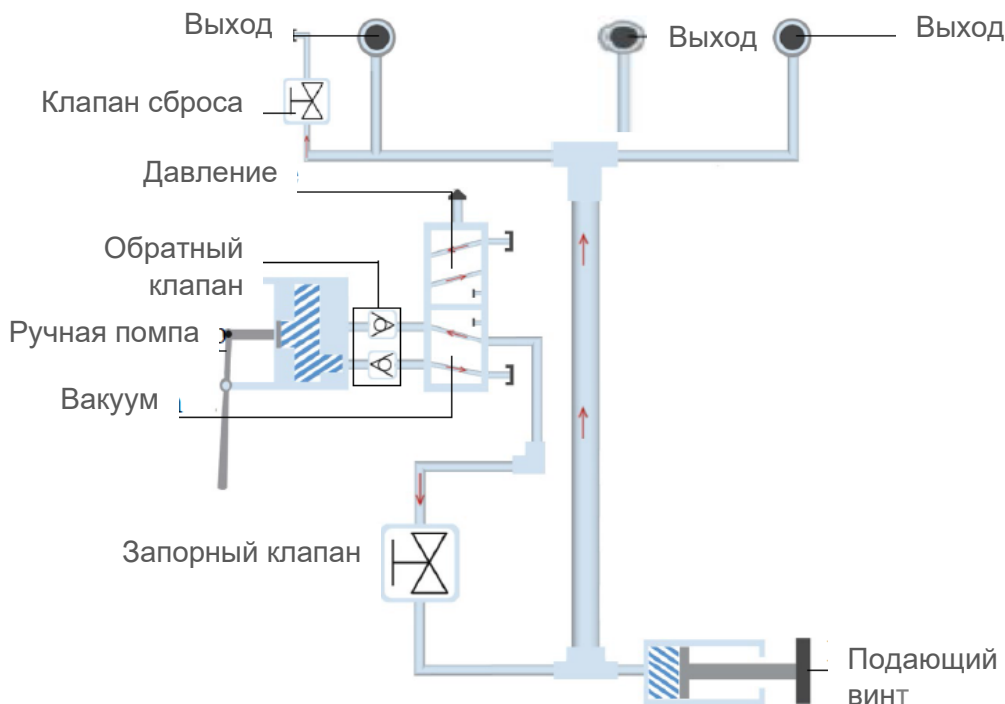 Выход
Выход
Выход
Клапан сброса
Давление
Обратный
клапан
Ручная помпа
Вакуум
Запорный клапан
Подающий
винт